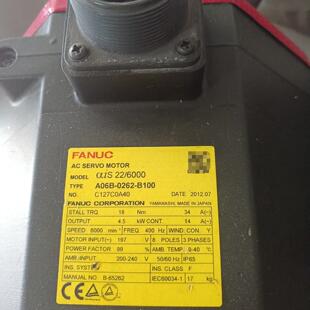 FANUC
AC SERVO MOTOR
MODEL αiS 22/6000
TYPE A06B-0262-B100
NO. C127C0A40 DATE 2012.07
FANUC CORPORATION YAMANASHI, MADE IN JAPAN
STALL TRQ. 18 Nm 34 A(~)
OUTPUT 4.5 kW 14 A(~)
SPEED 6000 min⁻¹ FREQ. 400 Hz WIND. CON. Y
MOTOR INPUT(~) 197 V 8 POLES 3 PHASES
POWER FACTOR 99 % AMB. TEMP. 0-40 °C
AMP. INPUT 200-240 V 50/60 Hz IP65
INS. SYST. INS. CLASS F
MANUAL NO. B-65262 IEC60034-1 17 kg